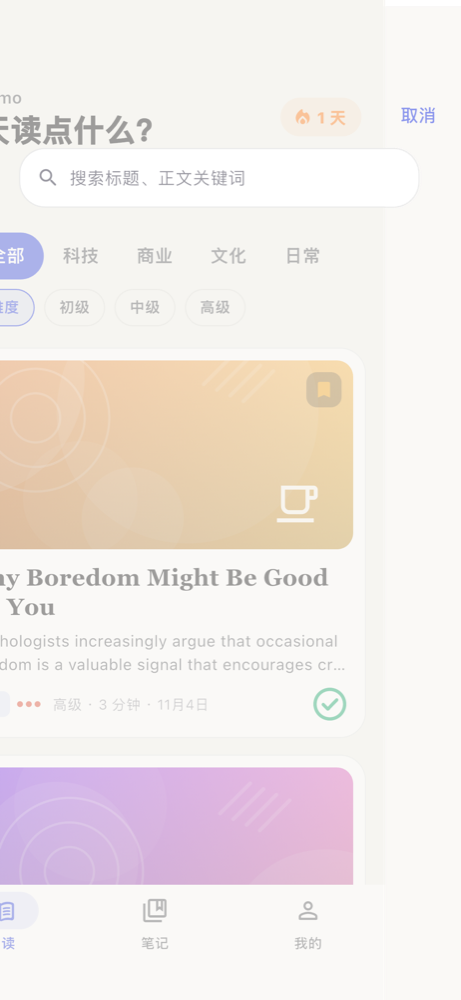 mo
天读点什么?
1 天
取消
搜索标题、正文关键词
全部 科技 商业 文化 日常
难度 初级 中级 高级
hy Boredom Might Be Good
You
hologists increasingly argue that occasional
dom is a valuable signal that encourages cr...
高级 · 3 分钟 · 11月4日
读 笔记 我的